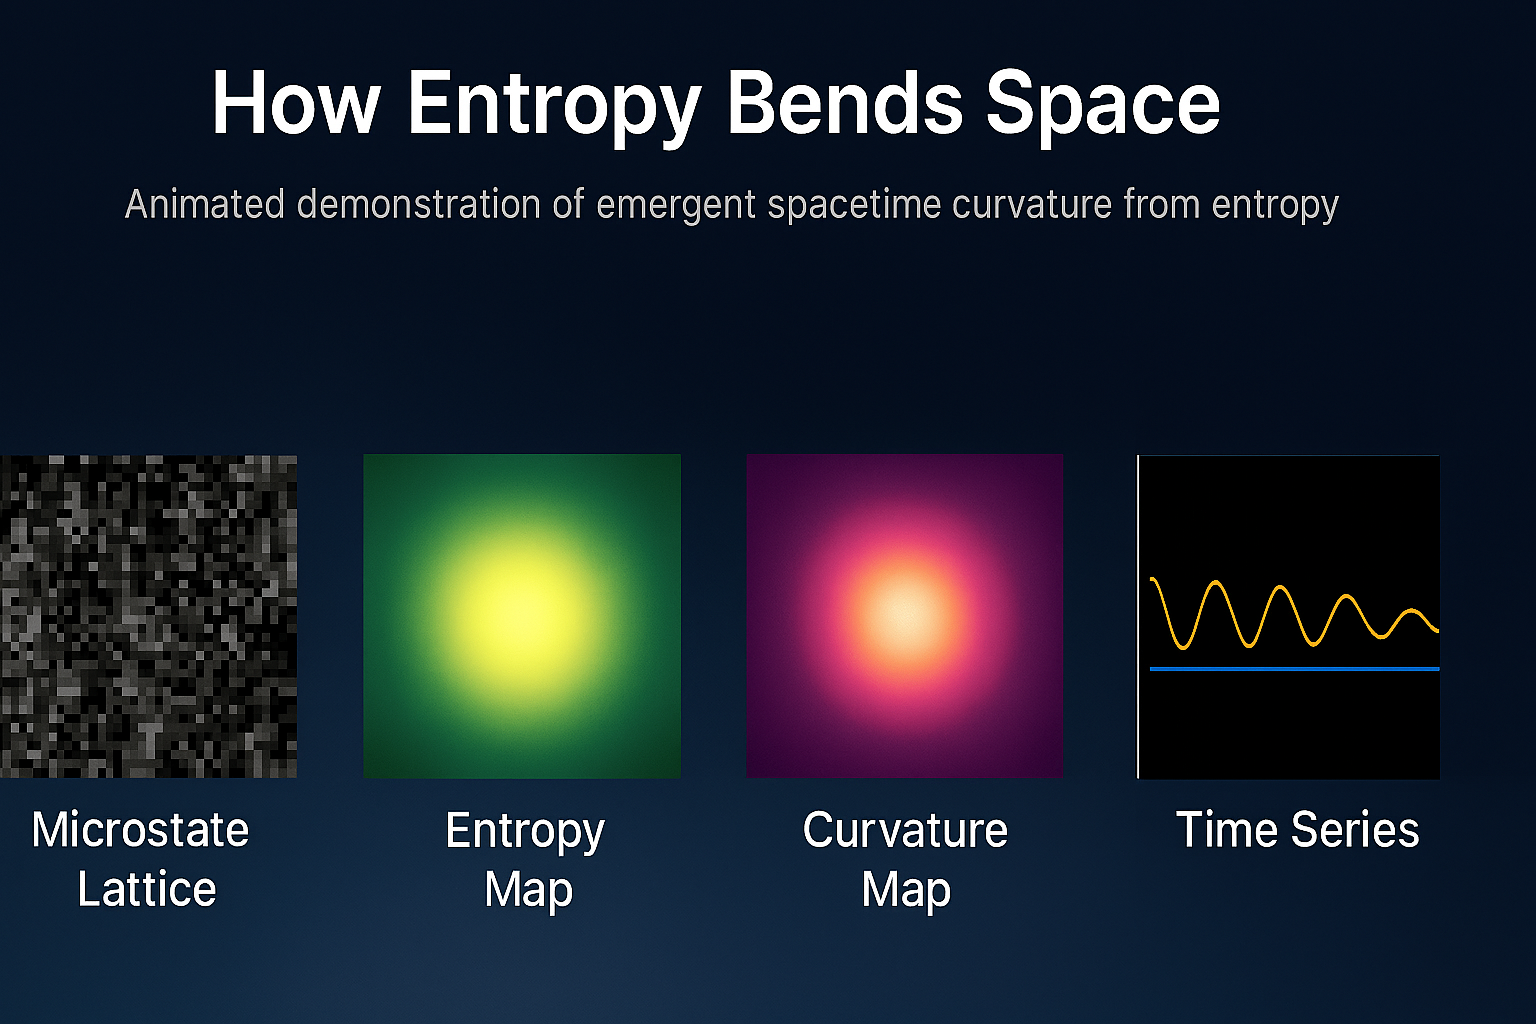 How Entropy Bends Space
Animated demonstration of emergent spacetime curvature from entropy
Microstate
Lattice
Entropy
Map
Curvature
Map
Time Series